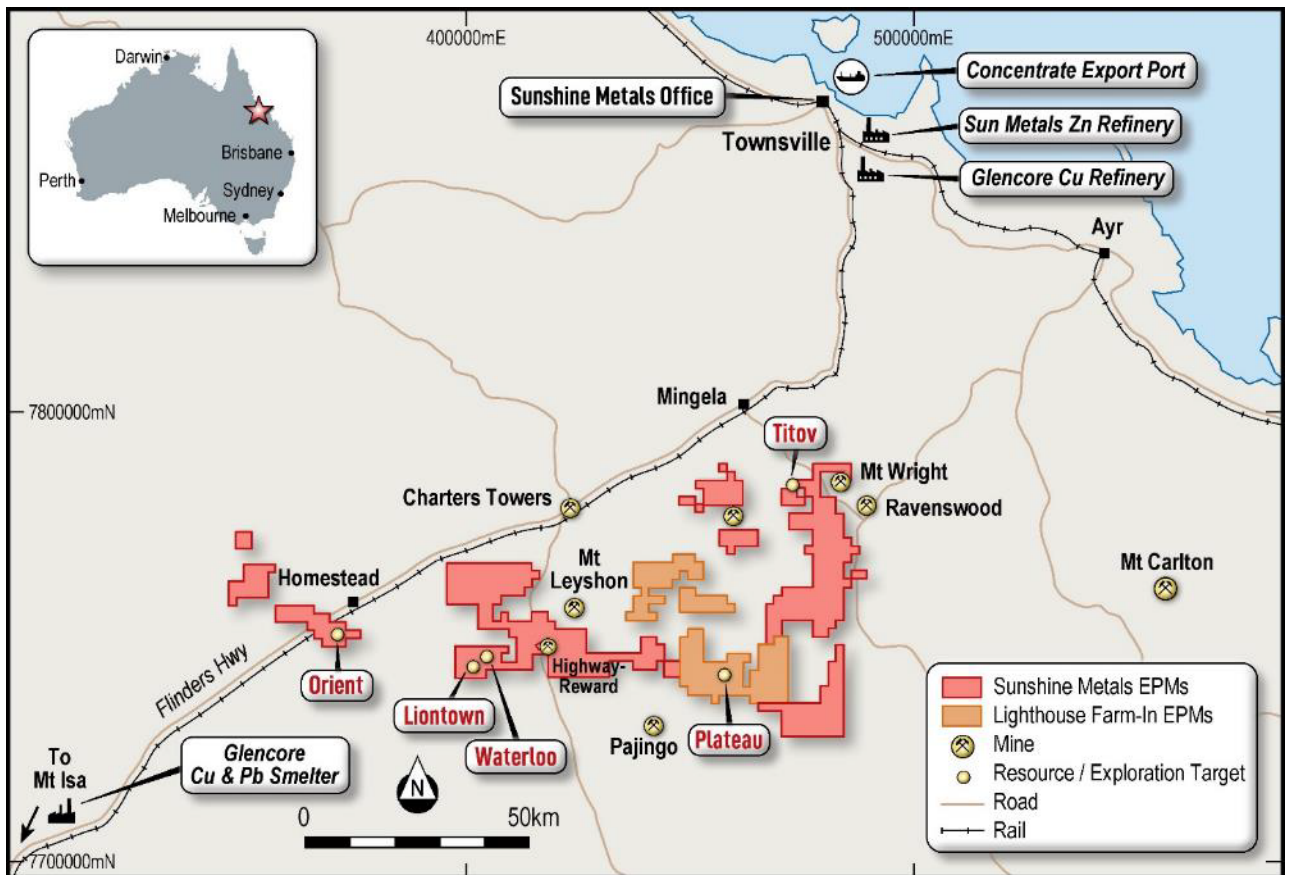 400000mE
500000mE
Darwin
Brisbane
Perth
Sydney
Melbourne
Sunshine Metals Office
Concentrate Export Port
Townsville
Sun Metals Zn Refinery
Glencore Cu Refinery
Ayr
7800000mN
Mingela
Titov
Mt Wright
Charters Towers
Ravenswood
Homestead
Mt
Leyshon
Mt Carlton
Flinders Hwy
Orient
Highway-
Reward
Liontown
Waterloo
Pajingo
Plateau
To
Mt Isa
Glencore
Cu & Pb Smelter
N
0
50km
7700000mN
Sunshine Metals EPMs
Lighthouse Farm-In EPMs
Mine
Resource / Exploration Target
Road
Rail